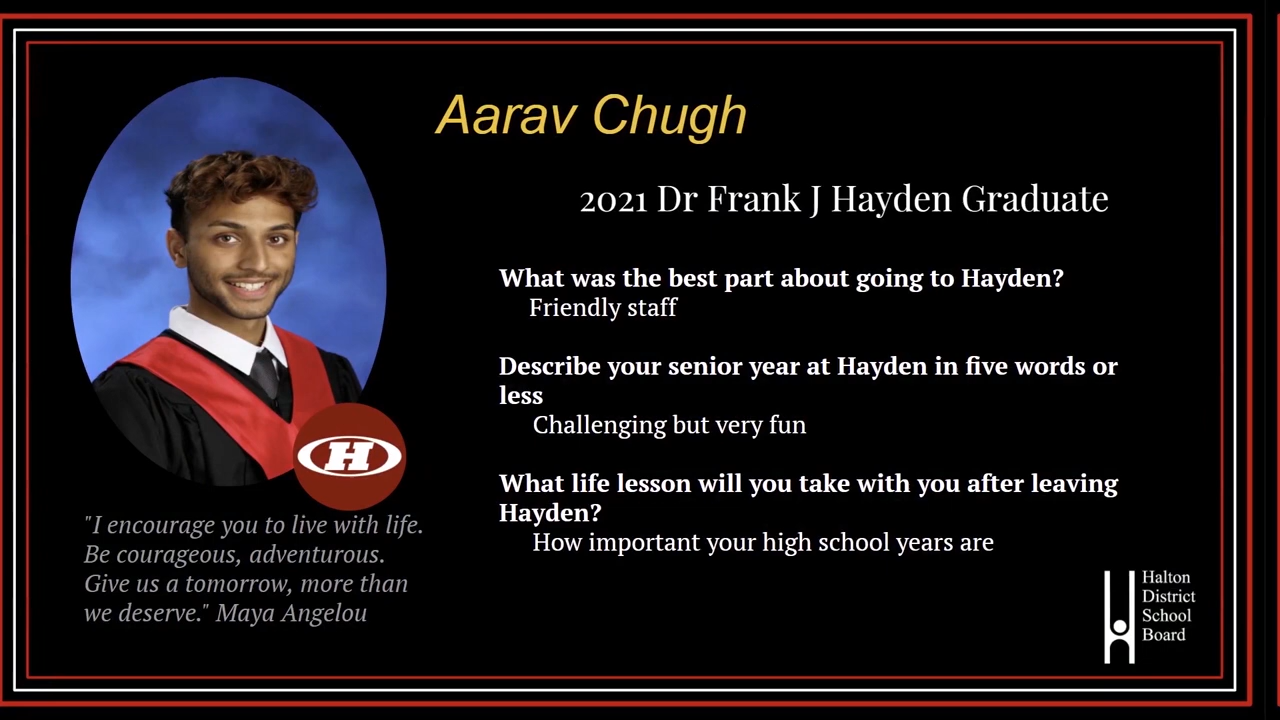 Aarav Chugh
2021 Dr Frank J Hayden Graduate
What was the best part about going to Hayden?
Friendly staff
Describe your senior year at Hayden in five words or
less
Challenging but very fun
What life lesson will you take with you after leaving
Hayden?
How important your high school years are
H
"I encourage you to live with life.
Be courageous, adventurous.
Give us a tomorrow, more than
we deserve." Maya Angelou
Halton
District
School
Board